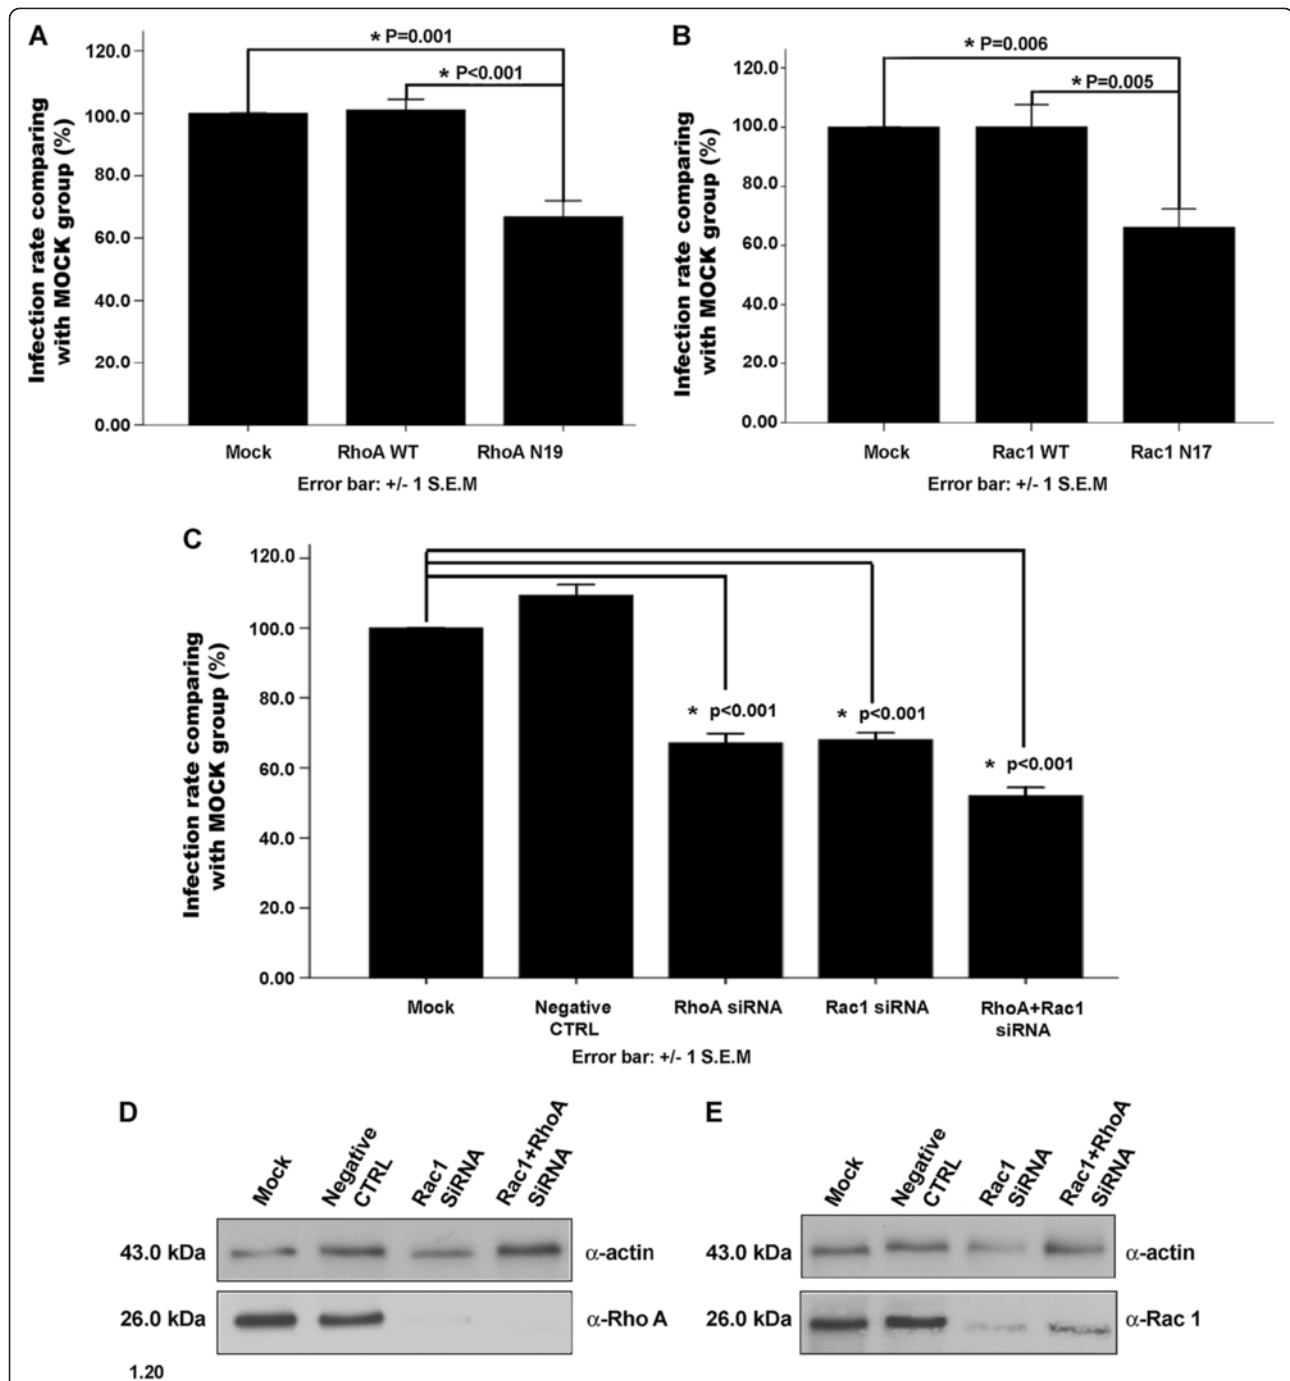 A
Infection rate comparing
with MOCK group (%)
120.0
100.0
80.0
60.0
40.0
20.0
0.00
* P=0.001
* P<0.001
Mock
RhoA WT
RhoA N19
Error bar: +/- 1 S.E.M
B
Infection rate comparing
with MOCK group (%)
120.0
100.0
80.0
60.0
40.0
20.0
0.00
* P=0.006
* P=0.005
Mock
Rac1 WT
Rac1 N17
Error bar: +/- 1 S.E.M
C
Infection rate comparing
with MOCK group (%)
120.0
100.0
80.0
60.0
40.0
20.0
0.00
* p<0.001
* p<0.001
* p<0.001
Mock
Negative
CTRL
RhoA siRNA
Rac1 siRNA
RhoA+Rac1
siRNA
Error bar: +/- 1 S.E.M
D
Mock
Negative
CTRL
Rac1
SiRNA
Rac1+RhoA
SiRNA
43.0 kDa
α-actin
26.0 kDa
α-Rho A
1.20
E
Mock
Negative
CTRL
Rac1
SiRNA
Rac1+RhoA
SiRNA
43.0 kDa
α-actin
26.0 kDa
α-Rac 1